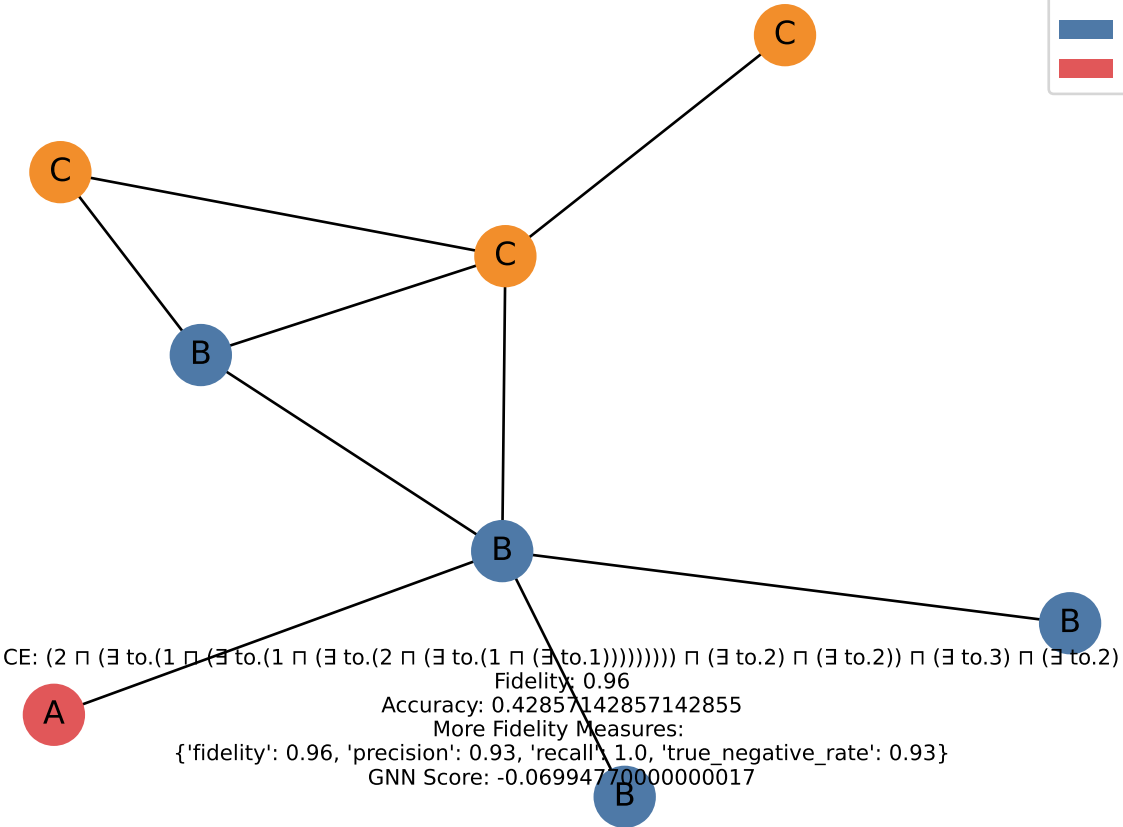 C
C
C
B
B
B
CE: (2 ⊓ (∃ to.(1 ⊓ (∃ to.(1 ⊓ (∃ to.(2 ⊓ (∃ to.(1 ⊓ (∃ to.1))))))))) ⊓ (∃ to.2) ⊓ (∃ to.2)) ⊓ (∃ to.3) ⊓ (∃ to.2)
Fidelity: 0.96
A
Accuracy: 0.42857142857142855
More Fidelity Measures:
{'fidelity': 0.96, 'precision': 0.93, 'recall': 1.0, 'true_negative_rate': 0.93}
GNN Score: -0.06994770000000017
B